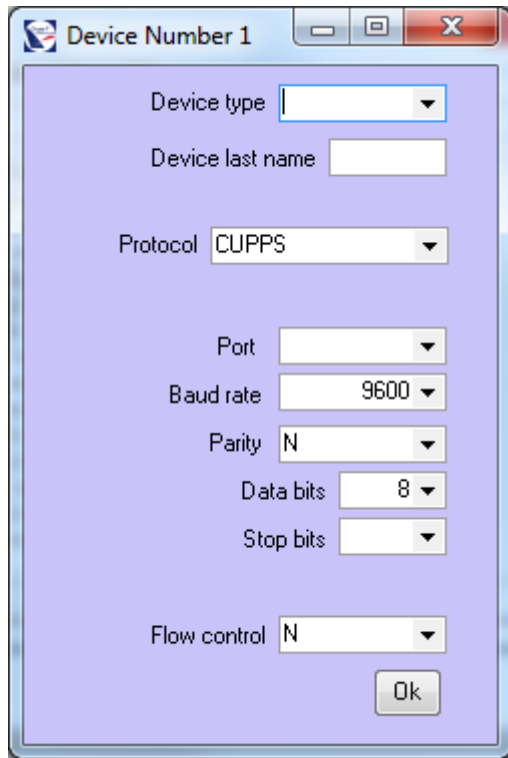 Device Number 1
Device type
Device last name
Protocol CUPPS
Port
Baud rate 9600
Parity N
Data bits 8
Stop bits
Flow control N
Ok